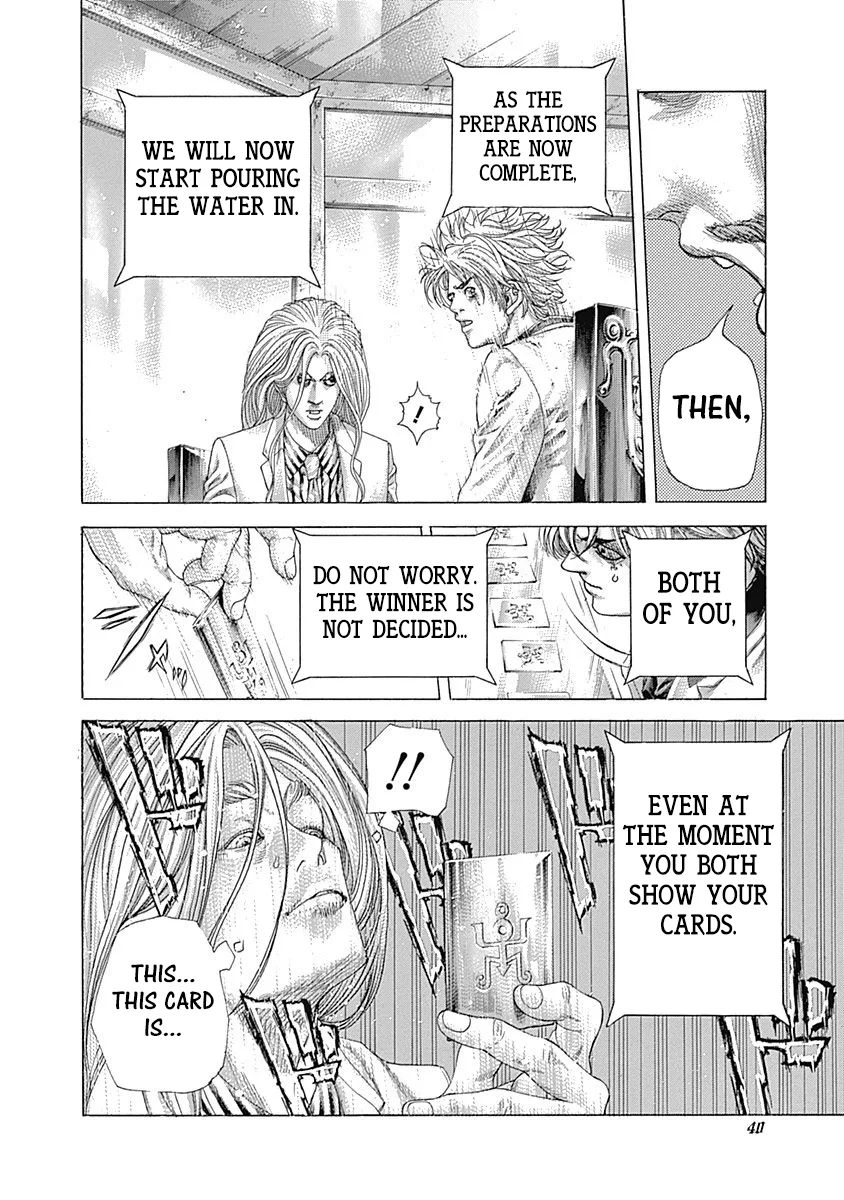 THEN,
AS THE
PREPARATIONS
ARE NOW
COMPLETE,
WE WILL NOW
START POURING
THE WATER IN.
!
BOTH
OF YOU,
DO NOT WORRY.
THE WINNER IS
NOT DECIDED...
EVEN AT
THE MOMENT
YOU BOTH
SHOW YOUR
CARDS.
!!
THIS...
THIS CARD
IS...